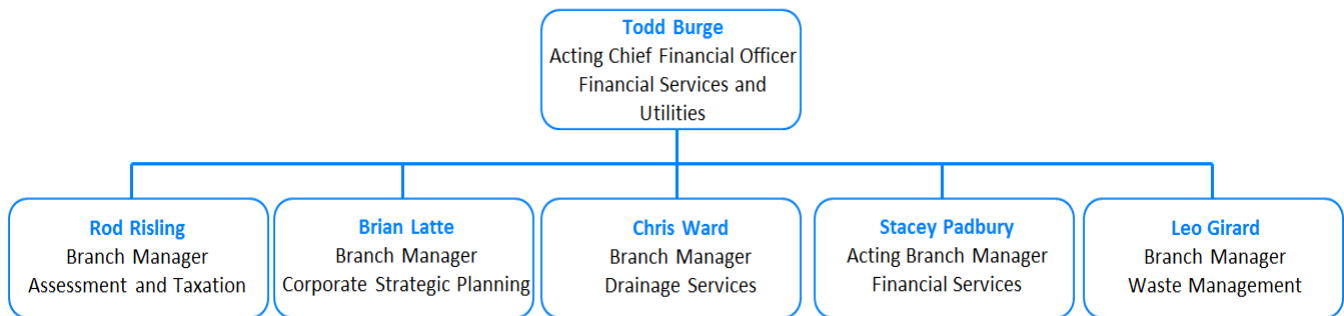 Todd Burge
Acting Chief Financial Officer
Financial Services and
Utilities
Rod Risling
Branch Manager
Assessment and Taxation
Brian Latte
Branch Manager
Corporate Strategic Planning
Chris Ward
Branch Manager
Drainage Services
Stacey Padbury
Acting Branch Manager
Financial Services
Leo Girard
Branch Manager
Waste Management